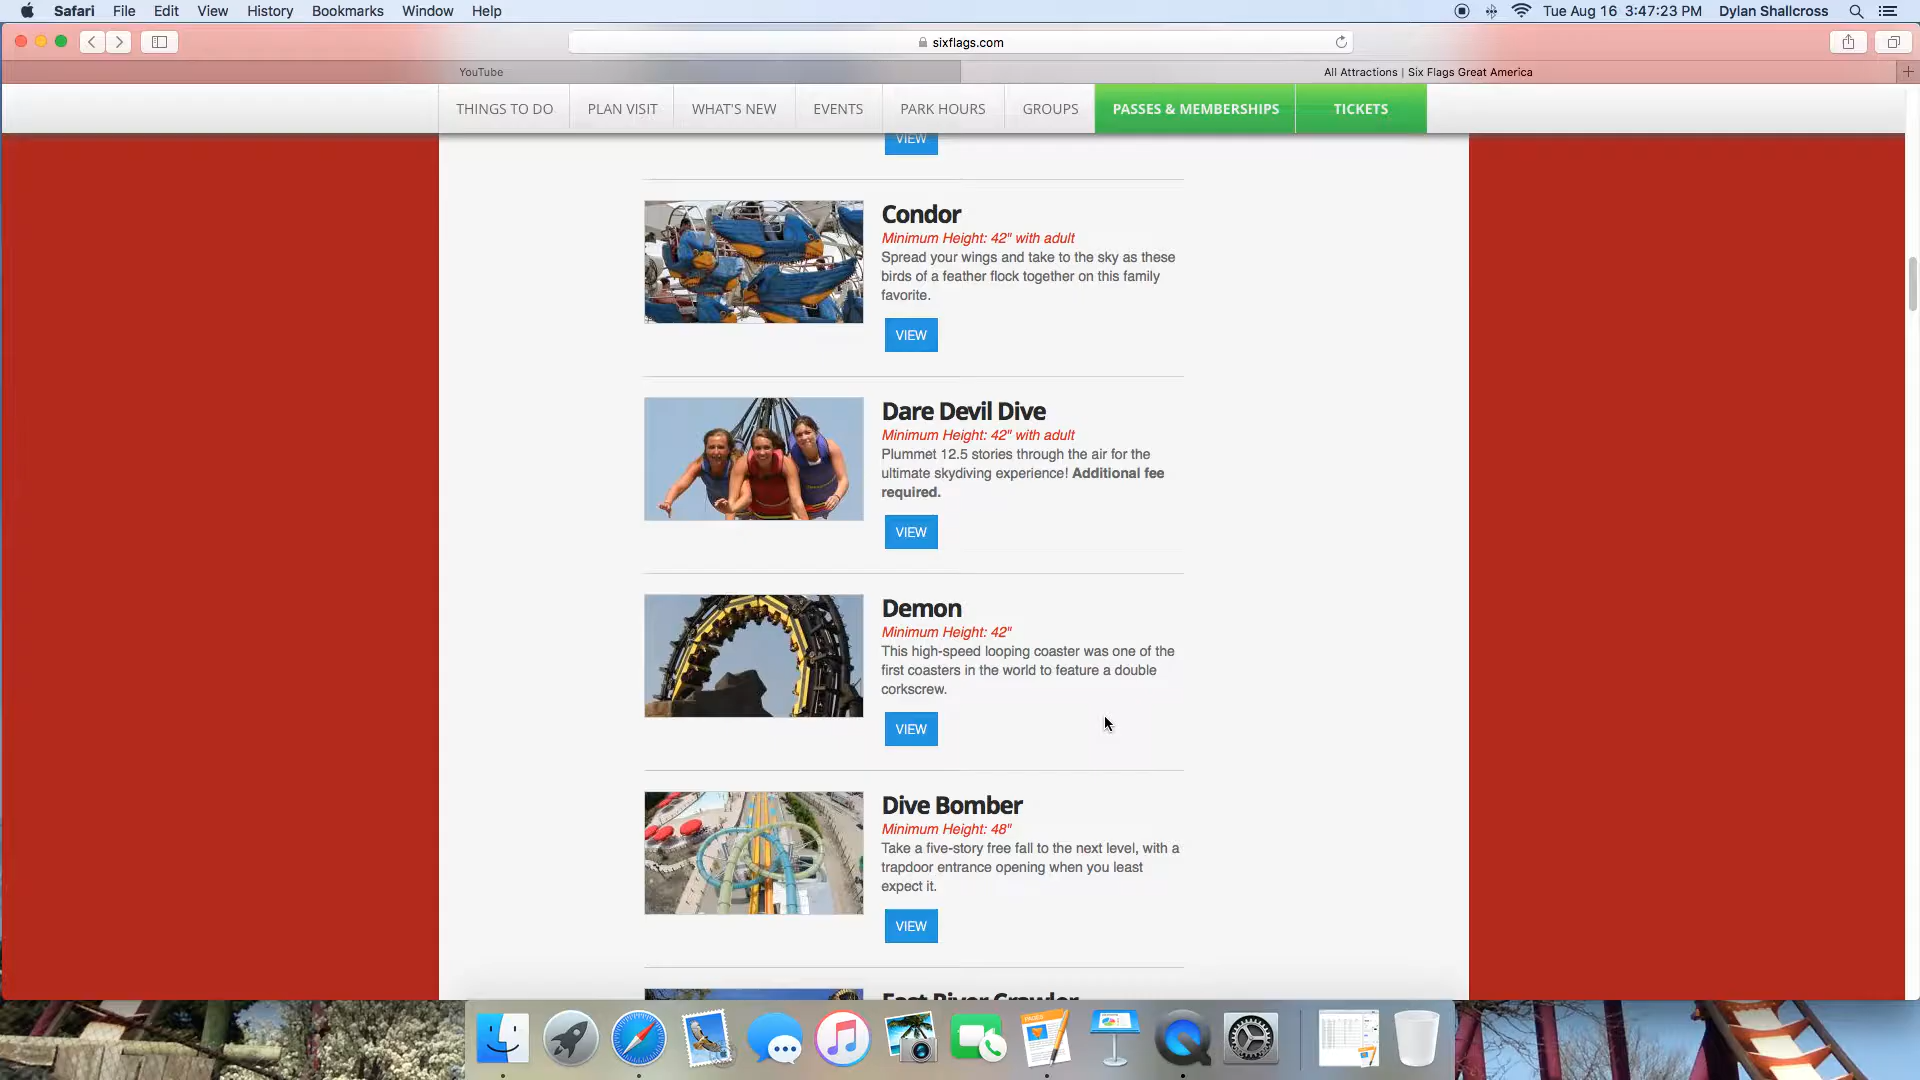 Safari File Edit View History Bookmarks Window Help Tue Aug 16 3:47:23 PM Dylan Shallcross
sixflags.com
YouTube All Attractions | Six Flags Great America
THINGS TO DO PLAN VISIT WHAT'S NEW EVENTS PARK HOURS GROUPS PASSES & MEMBERSHIPS TICKETS
VIEW
Condor
Minimum Height: 42" with adult
Spread your wings and take to the sky as these
birds of a feather flock together on this family
favorite.
VIEW
Dare Devil Dive
Minimum Height: 42" with adult
Plummet 12.5 stories through the air for the
ultimate skydiving experience! Additional fee
required.
VIEW
Demon
Minimum Height: 42"
This high-speed looping coaster was one of the
first coasters in the world to feature a double
corkscrew.
VIEW
Dive Bomber
Minimum Height: 48"
Take a five-story free fall to the next level, with a
trapdoor entrance opening when you least
expect it.
VIEW
East River Crawler
PAGES